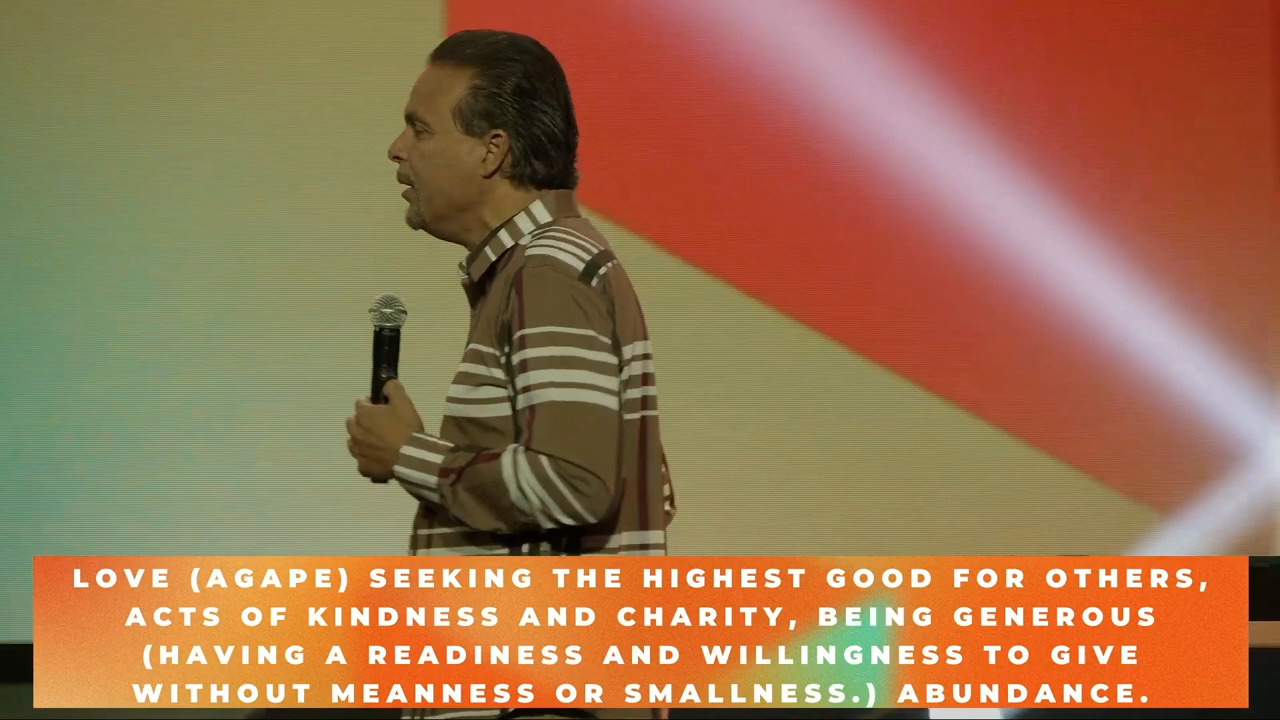 LOVE (AGAPE) SEEKING THE HIGHEST GOOD FOR OTHERS,
ACTS OF KINDNESS AND CHARITY, BEING GENEROUS
(HAVING A READINESS AND WILLINGNESS TO GIVE
WITHOUT MEANNESS OR SMALLNESS.) ABUNDANCE.